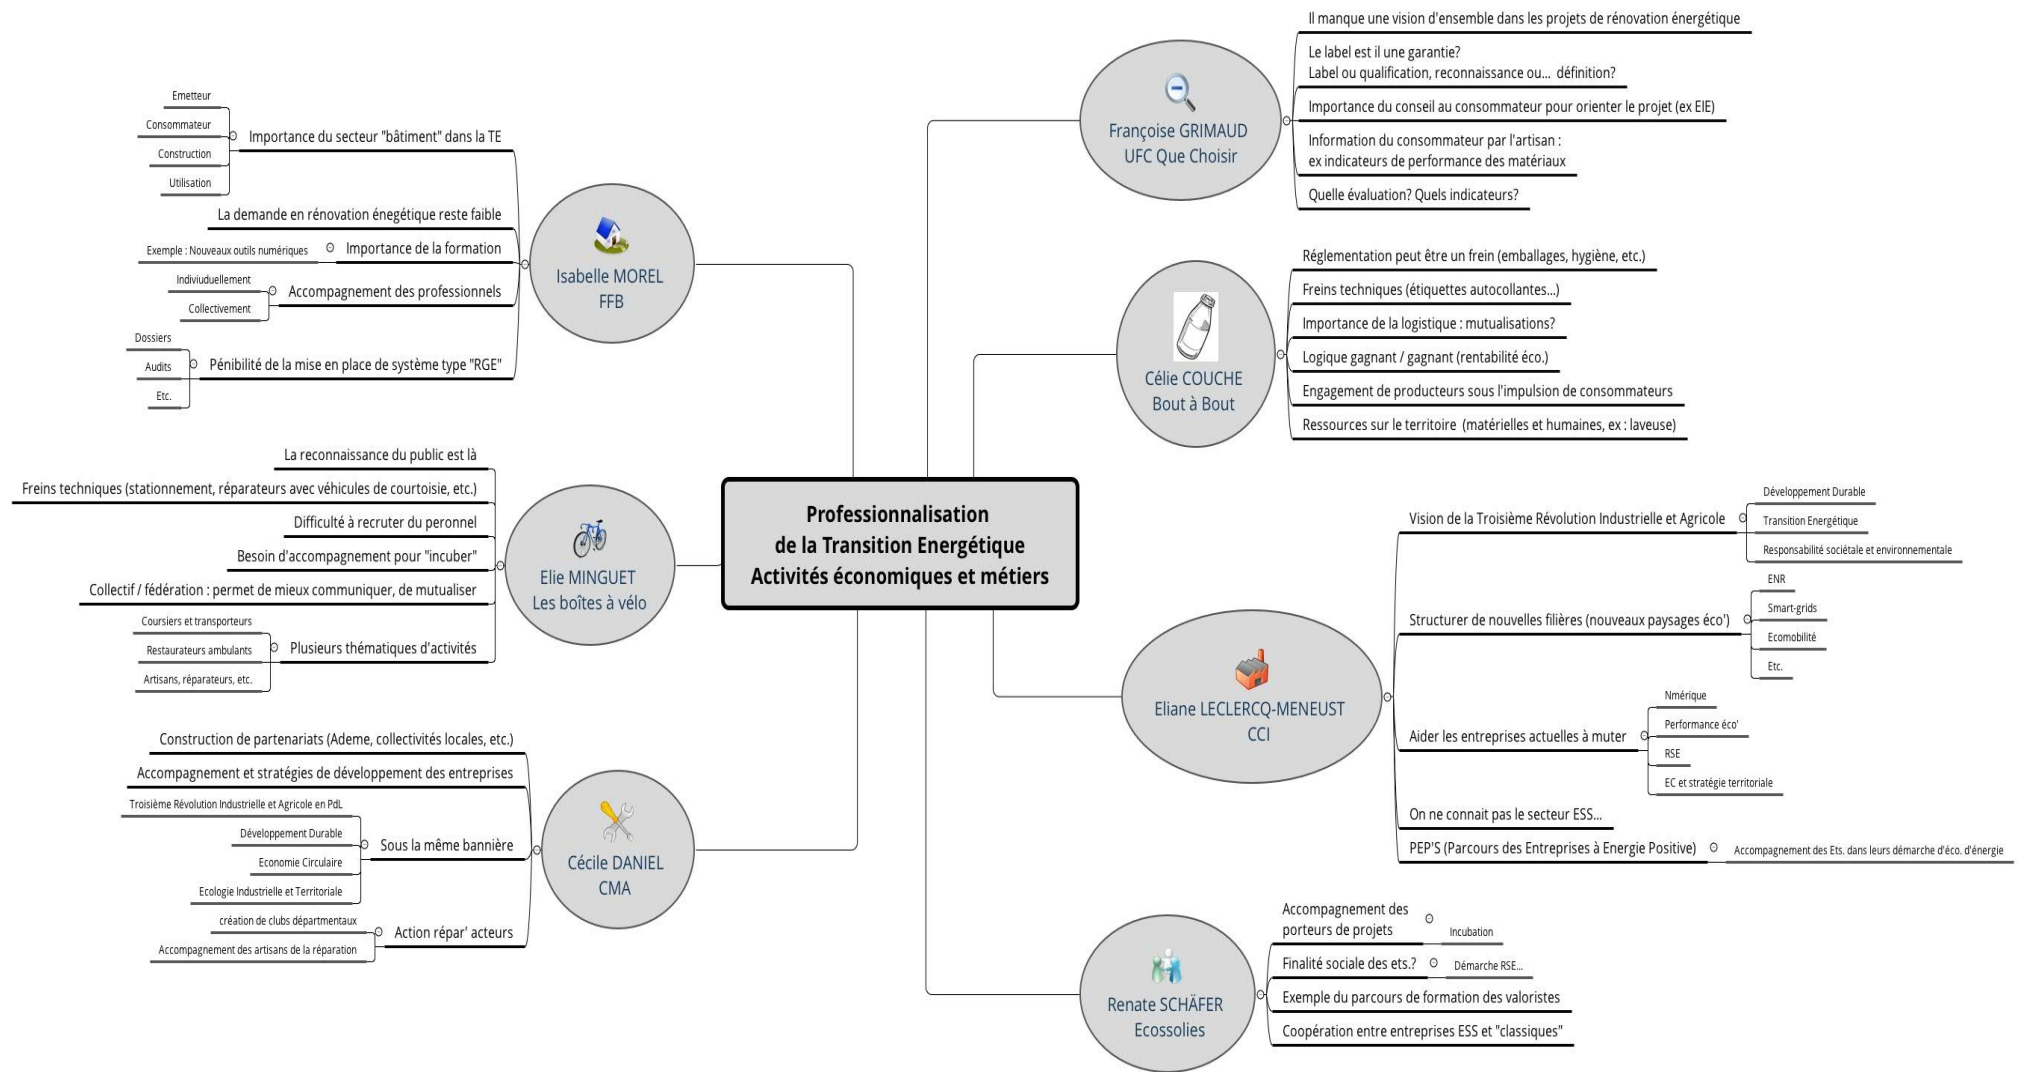 Professionnalisation
de la Transition Energétique
Activités économiques et métiers
Françoise GRIMAUD
UFC Que Choisir
Il manque une vision d'ensemble dans les projets de rénovation énergétique
Le label est il une garantie?
Label ou qualification, reconnaissance ou... définition?
Importance du conseil au consommateur pour orienter le projet (ex EIE)
Information du consommateur par l'artisan :
ex indicateurs de performance des matériaux
Quelle évaluation? Quels indicateurs?
Célie COUCHE
Bout à Bout
Réglementation peut être un frein (emballages, hygiène, etc.)
Freins techniques (étiquettes autocollantes...)
Importance de la logistique : mutualisations?
Logique gagnant / gagnant (rentabilité éco.)
Engagement de producteurs sous l'impulsion de consommateurs
Ressources sur le territoire (matérielles et humaines, ex : laveuse)
Eliane LECLERCQ-MENEUST
CCI
Vision de la Troisième Révolution Industrielle et Agricole
Développement Durable
Transition Energétique
Responsabilité sociétale et environnementale
Structurer de nouvelles filières (nouveaux paysages éco')
ENR
Smart-grids
Ecomobilité
Etc.
Aider les entreprises actuelles à muter
Nmérique
Performance éco'
RSE
EC et stratégie territoriale
On ne connait pas le secteur ESS...
PEP'S (Parcours des Entreprises à Energie Positive)
Accompagnement des Ets. dans leurs démarche d'éco. d'énergie
Renate SCHÄFER
Ecossolies
Accompagnement des
porteurs de projets
Incubation
Finalité sociale des ets.?
Démarche RSE...
Exemple du parcours de formation des valoristes
Coopération entre entreprises ESS et "classiques"
Isabelle MOREL
FFB
Importance du secteur "bâtiment" dans la TE
Emetteur
Consommateur
Construction
Utilisation
La demande en rénovation énegétique reste faible
Importance de la formation
Exemple : Nouveaux outils numériques
Accompagnement des professionnels
Indiviuduellement
Collectivement
Pénibilité de la mise en place de système type "RGE"
Dossiers
Audits
Etc.
Elie MINGUET
Les boîtes à vélo
La reconnaissance du public est là
Freins techniques (stationnement, réparateurs avec véhicules de courtoisie, etc.)
Difficulté à recruter du peronnel
Besoin d'accompagnement pour "incuber"
Collectif / fédération : permet de mieux communiquer, de mutualiser
Plusieurs thématiques d'activités
Coursiers et transporteurs
Restaurateurs ambulants
Artisans, réparateurs, etc.
Cécile DANIEL
CMA
Construction de partenariats (Ademe, collectivités locales, etc.)
Accompagnement et stratégies de développement des entreprises
Sous la même bannière
Troisième Révolution Industrielle et Agricole en PdL
Développement Durable
Economie Circulaire
Ecologie Industrielle et Territoriale
Action répar' acteurs
création de clubs départmentaux
Accompagnement des artisans de la réparation